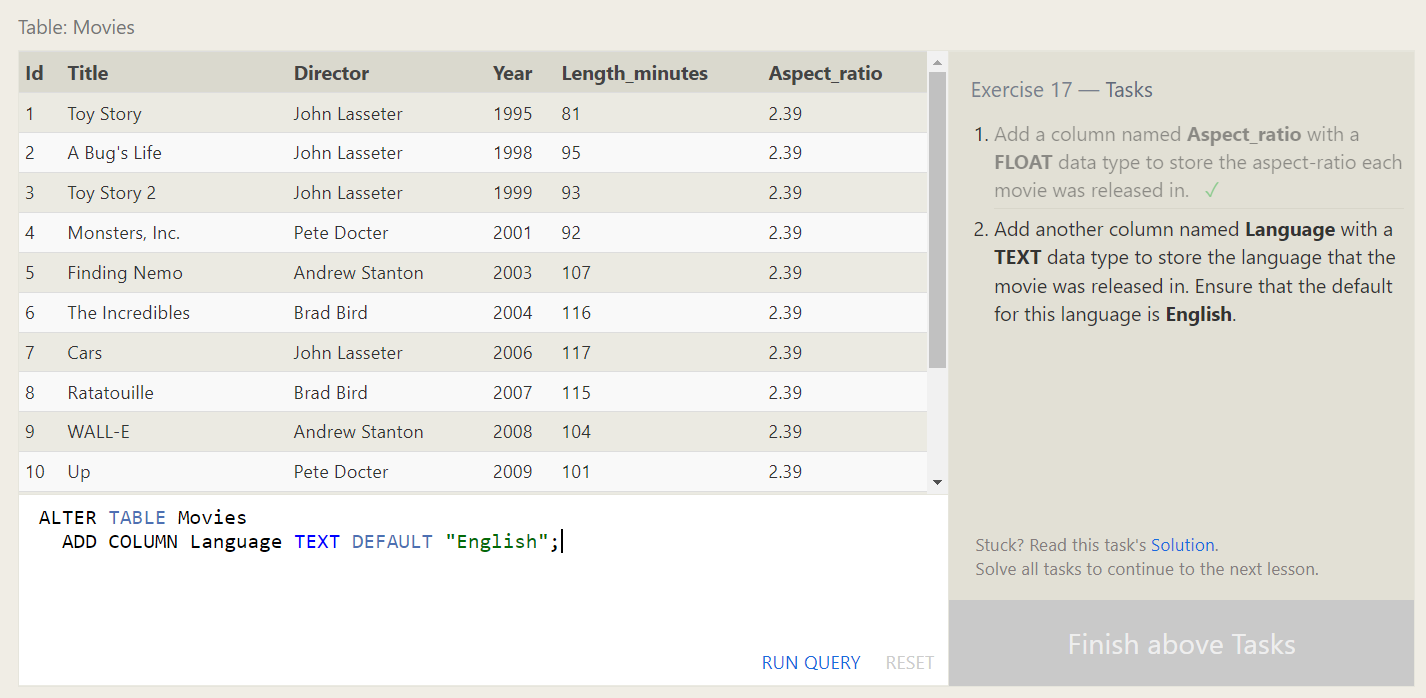 Table: Movies
Id Title Director Year Length_minutes Aspect_ratio
1 Toy Story John Lasseter 1995 81 2.39
2 A Bug's Life John Lasseter 1998 95 2.39
3 Toy Story 2 John Lasseter 1999 93 2.39
4 Monsters, Inc. Pete Docter 2001 92 2.39
5 Finding Nemo Andrew Stanton 2003 107 2.39
6 The Incredibles Brad Bird 2004 116 2.39
7 Cars John Lasseter 2006 117 2.39
8 Ratatouille Brad Bird 2007 115 2.39
9 WALL-E Andrew Stanton 2008 104 2.39
10 Up Pete Docter 2009 101 2.39
ALTER TABLE Movies
ADD COLUMN Language TEXT DEFAULT "English";
RUN QUERY RESET
Exercise 17 — Tasks
1. Add a column named Aspect_ratio with a
FLOAT data type to store the aspect-ratio each
movie was released in. ✓
2. Add another column named Language with a
TEXT data type to store the language that the
movie was released in. Ensure that the default
for this language is English.
Stuck? Read this task's Solution.
Solve all tasks to continue to the next lesson.
Finish above Tasks